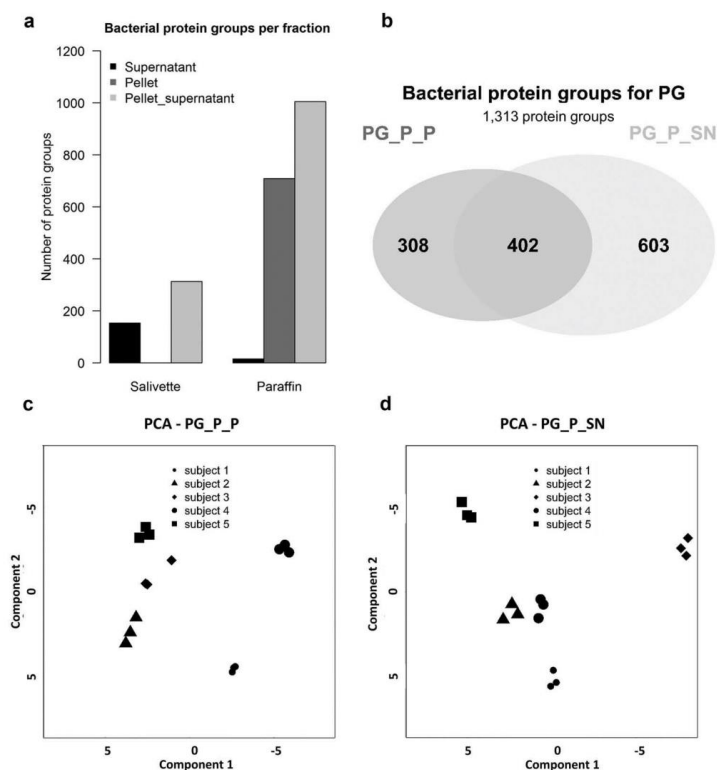 a
Bacterial protein groups per fraction
1200
1000
800
600
400
200
0
Number of protein groups
Supernatant
Pellet
Pellet_supernatant
Salivette
Paraffin
b
Bacterial protein groups for PG
1,313 protein groups
PG_P_P
PG_P_SN
308
402
603
c
PCA - PG_P_P
subject 1
subject 2
subject 3
subject 4
subject 5
Component 2
-5
0
5
5
0
-5
Component 1
d
PCA - PG_P_SN
subject 1
subject 2
subject 3
subject 4
subject 5
Component 2
-5
0
5
5
0
-5
Component 1